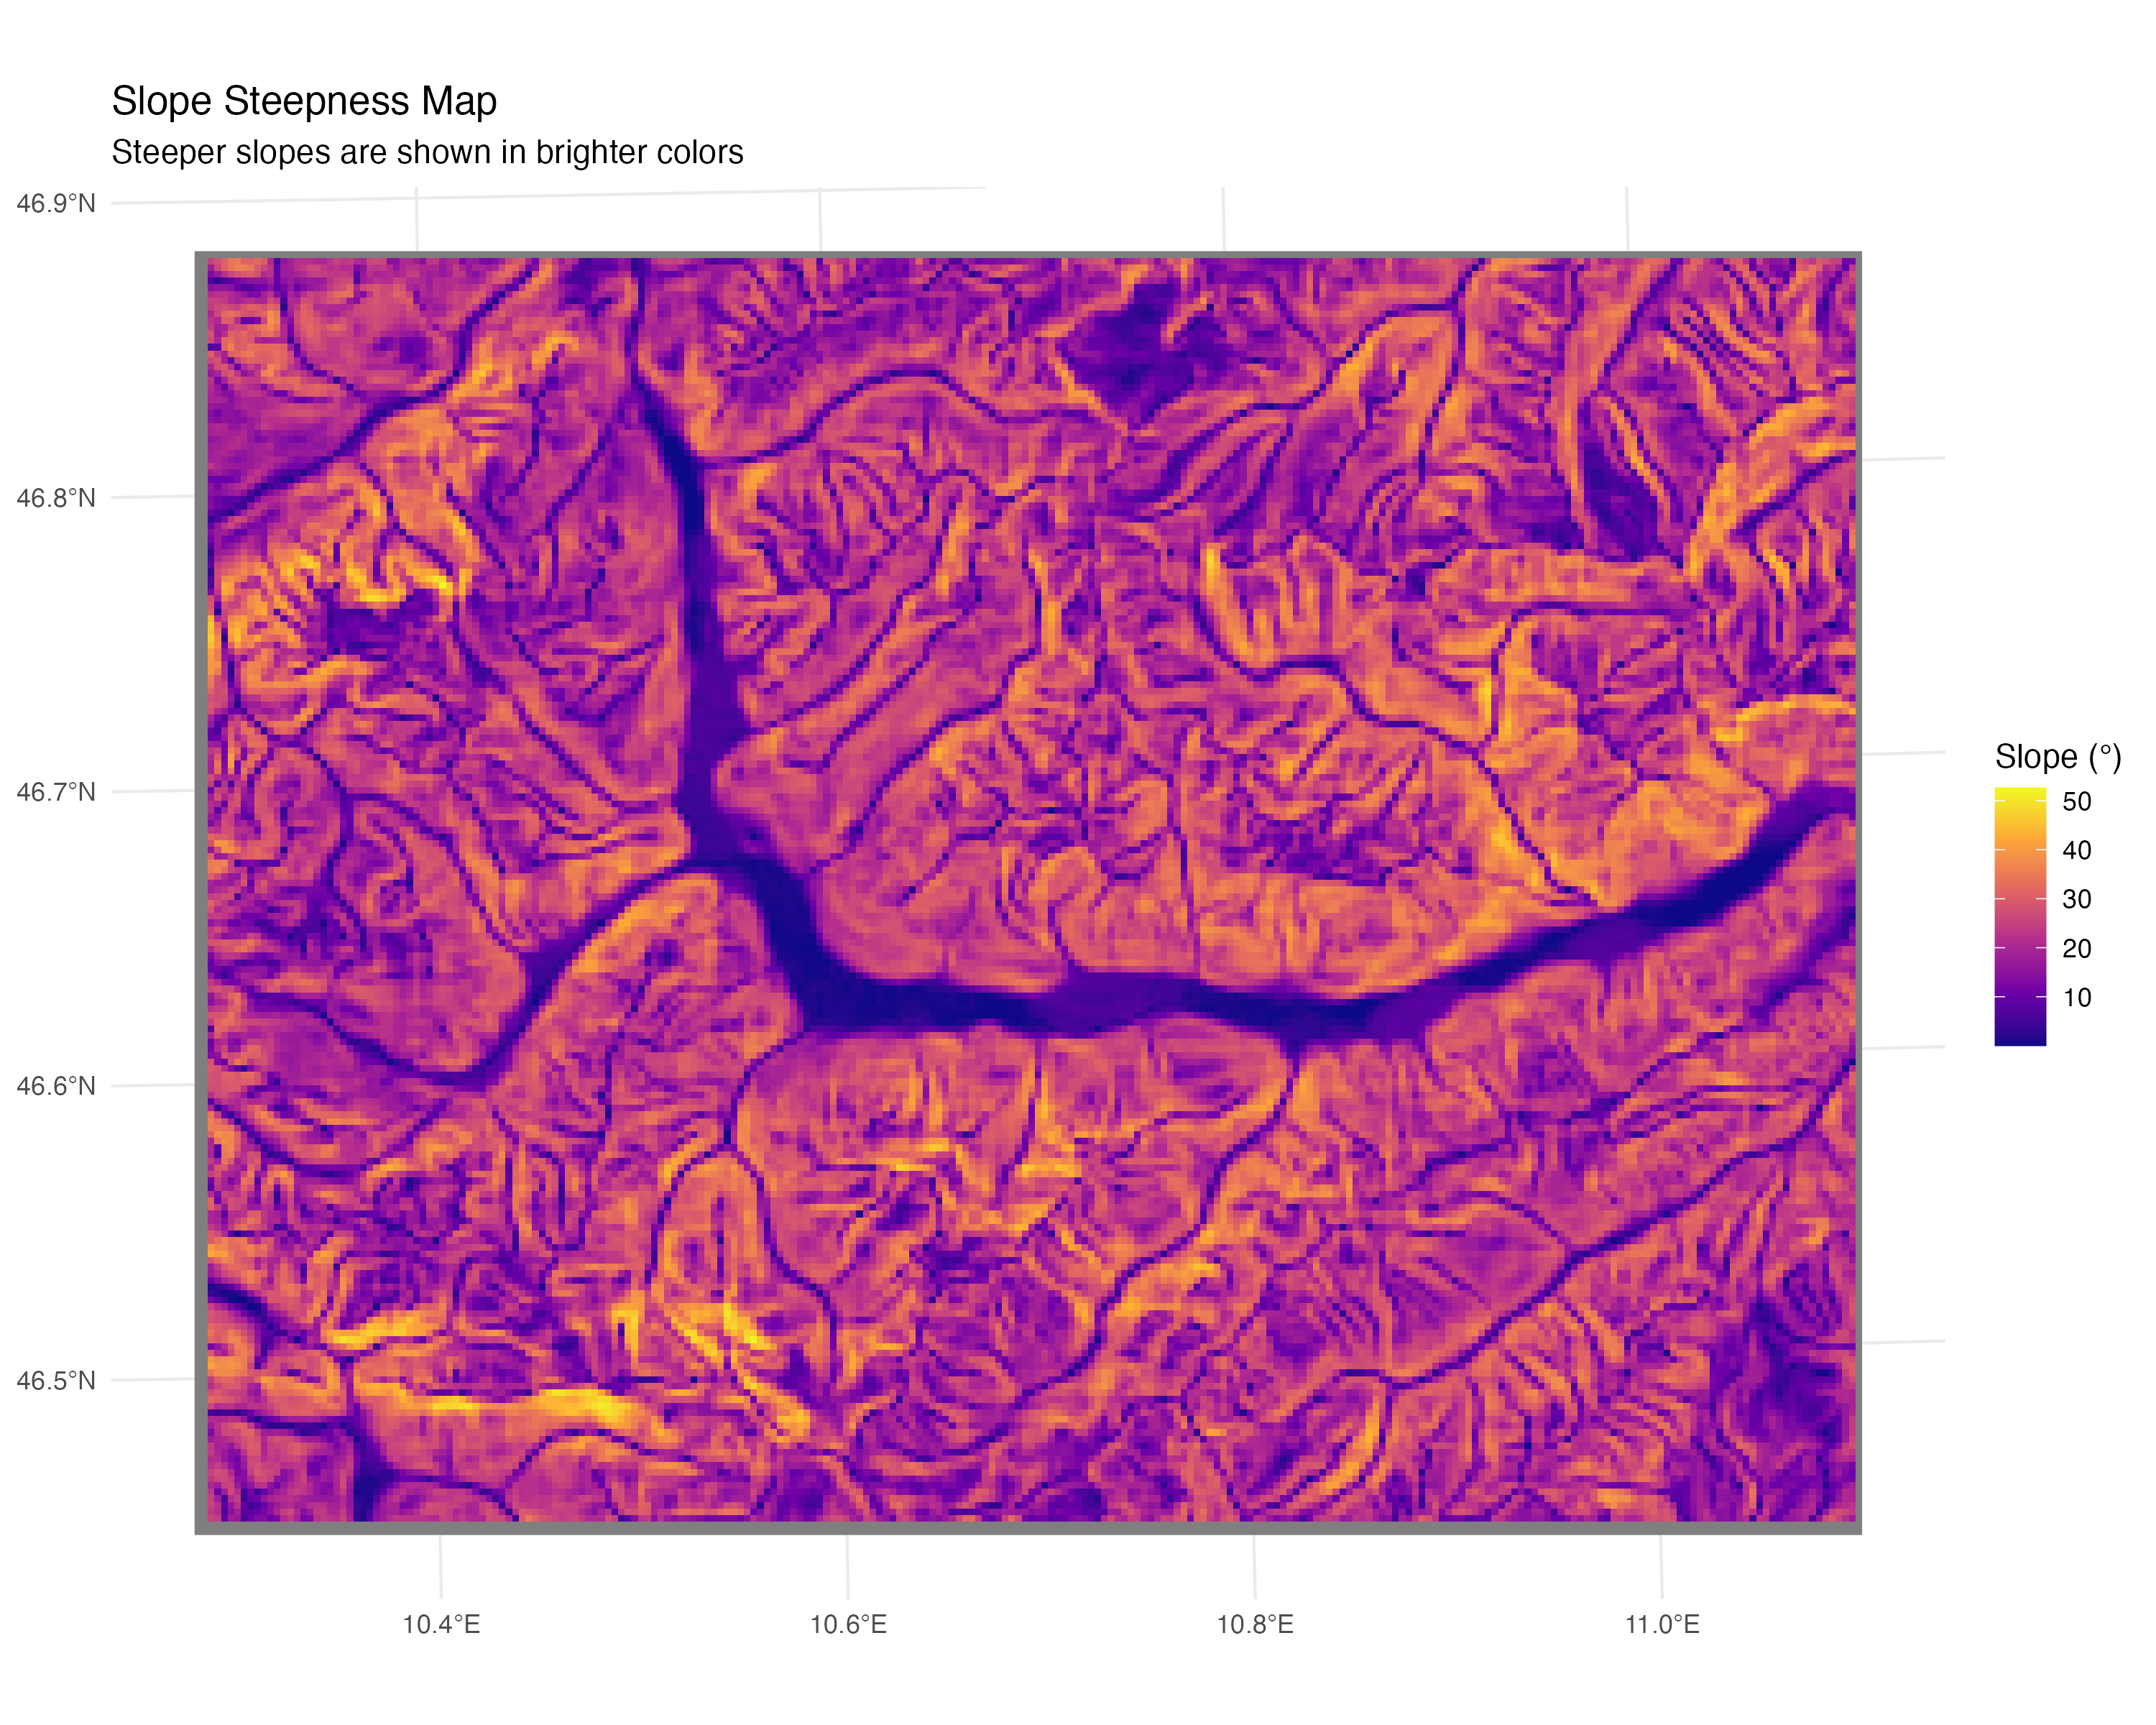 Slope Steepness Map
Steeper slopes are shown in brighter colors
46.9°N
46.8°N
46.7°N
46.6°N
46.5°N
10.4°E
10.6°E
10.8°E
11.0°E
Slope (°)
50
40
30
20
10